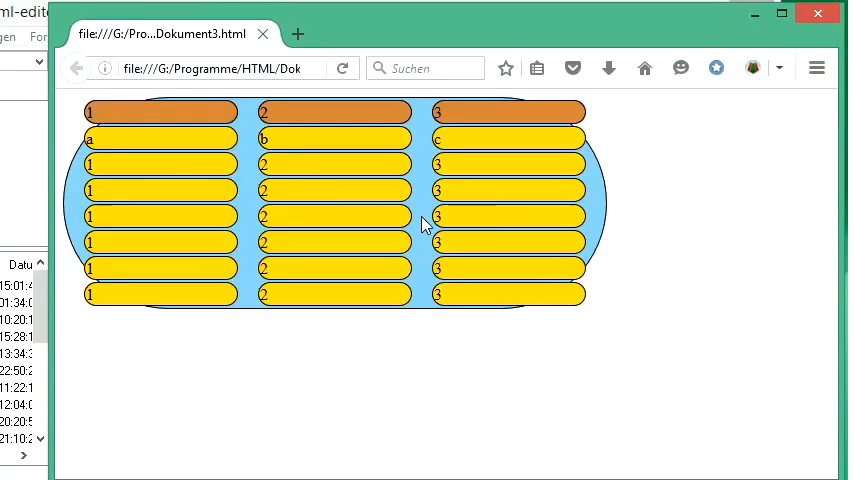 ml-edito
gen For
file:///G:/Pro...Dokument3.html
file:///G:/Programme/HTML/Dok
Suchen
1 2 3
a b c
1 2 3
1 2 3
1 2 3
1 2 3
1 2 3
1 2 3
Datu
15:01:4
01:34:0
10:20:1
15:28:1
13:34:3
22:50:2
11:22:1
12:04:0
20:20:5
21:10:2